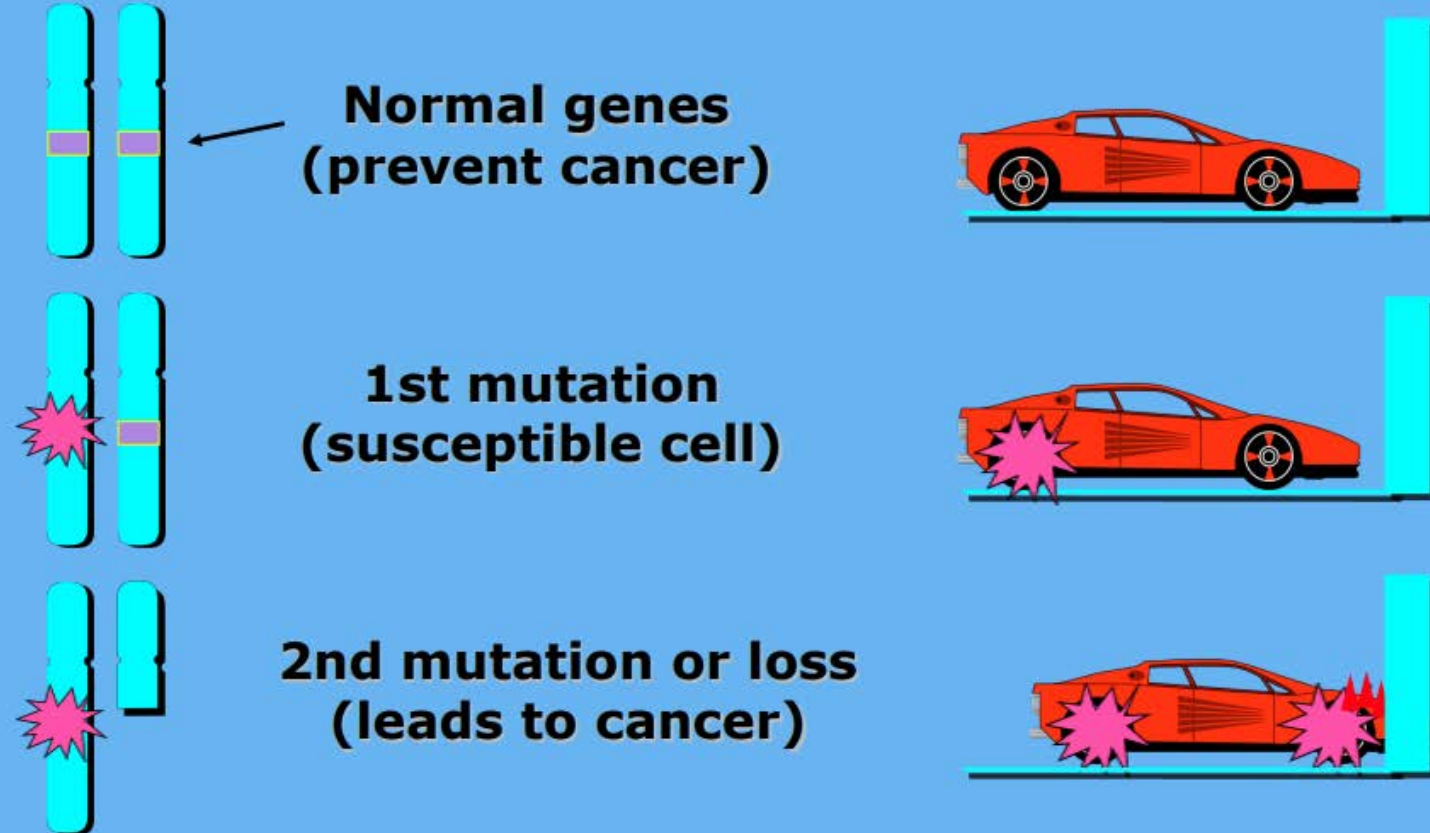 Normal genes
(prevent cancer)
1st mutation
(susceptible cell)
2nd mutation or loss
(leads to cancer)